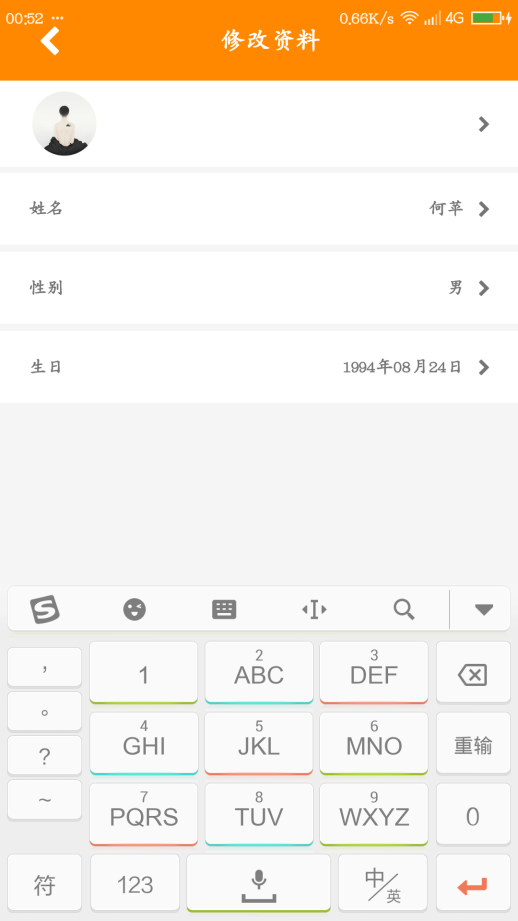 00:52 ... 0.66K/s 4G
修改资料
姓名 何苹
性别 男
生日 1994年08月24日
S
, 1 2 ABC 3 DEF
。 4 GHI 5 JKL 6 MNO 重输
? 7 PQRS 8 TUV 9 WXYZ 0
~
符 123 中/英